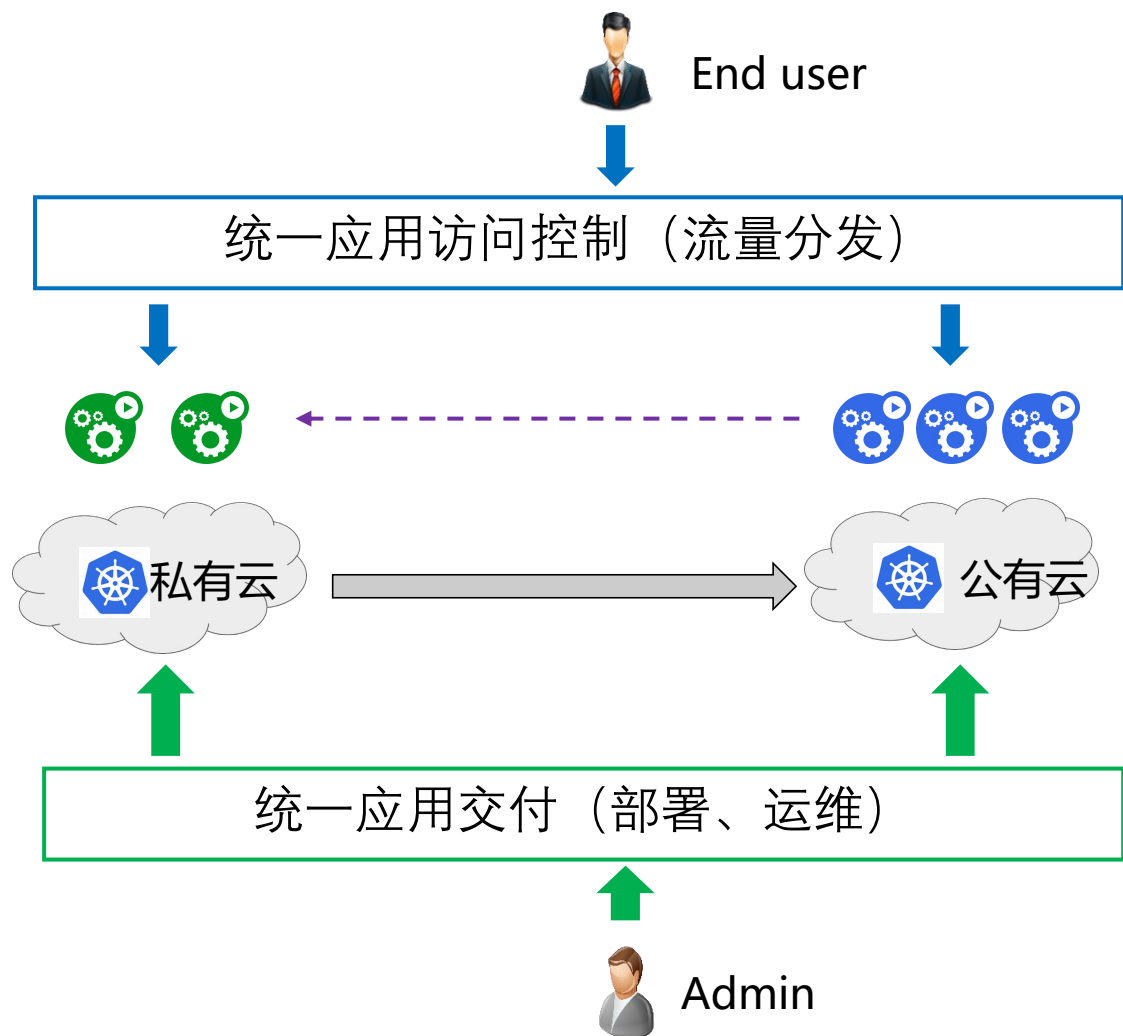 End user
统一应用访问控制（流量分发）
私有云
公有云
统一应用交付（部署、运维）
Admin